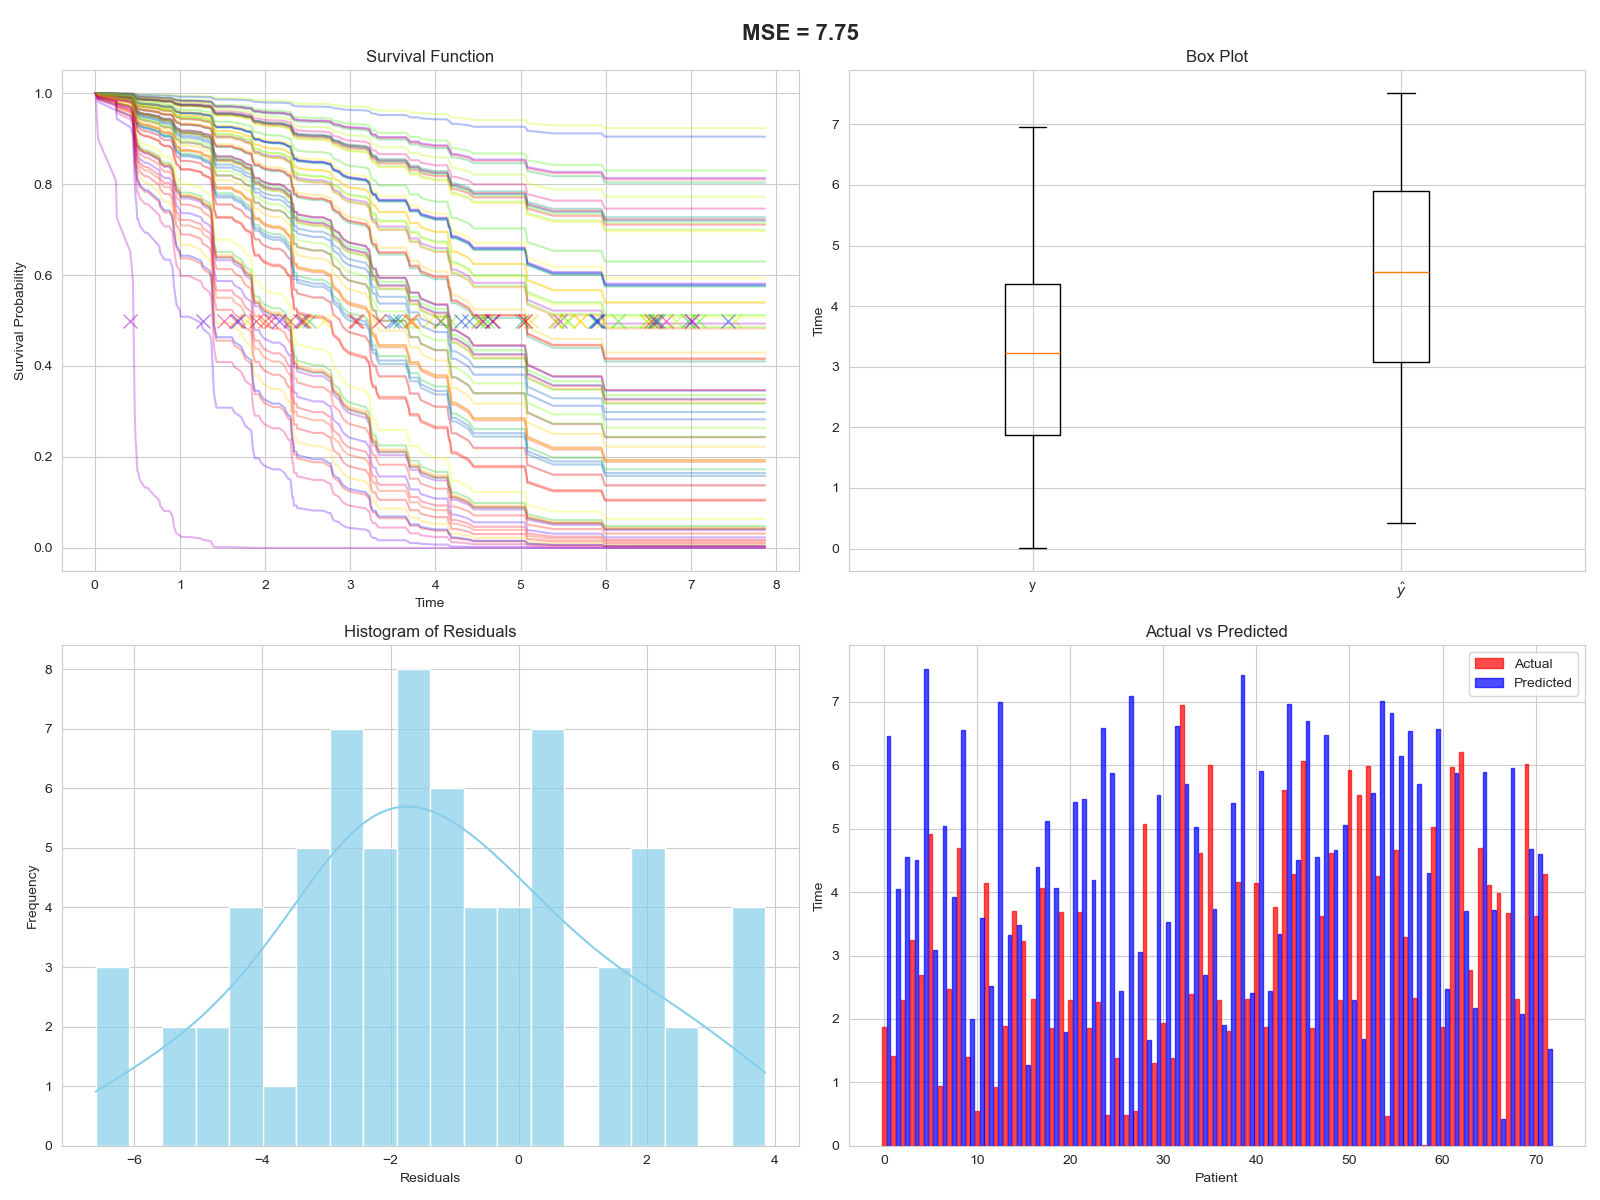 MSE = 7.75
Survival Function
Survival Probability
1.0
0.8
0.6
0.4
0.2
0.0
0 1 2 3 4 5 6 7 8
Time
Box Plot
Time
7
6
5
4
3
2
1
0
y ŷ
Histogram of Residuals
Frequency
8
7
6
5
4
3
2
1
0
−6 −4 −2 0 2 4
Residuals
Actual vs Predicted
Actual
Predicted
Time
7
6
5
4
3
2
1
0
0 10 20 30 40 50 60 70
Patient